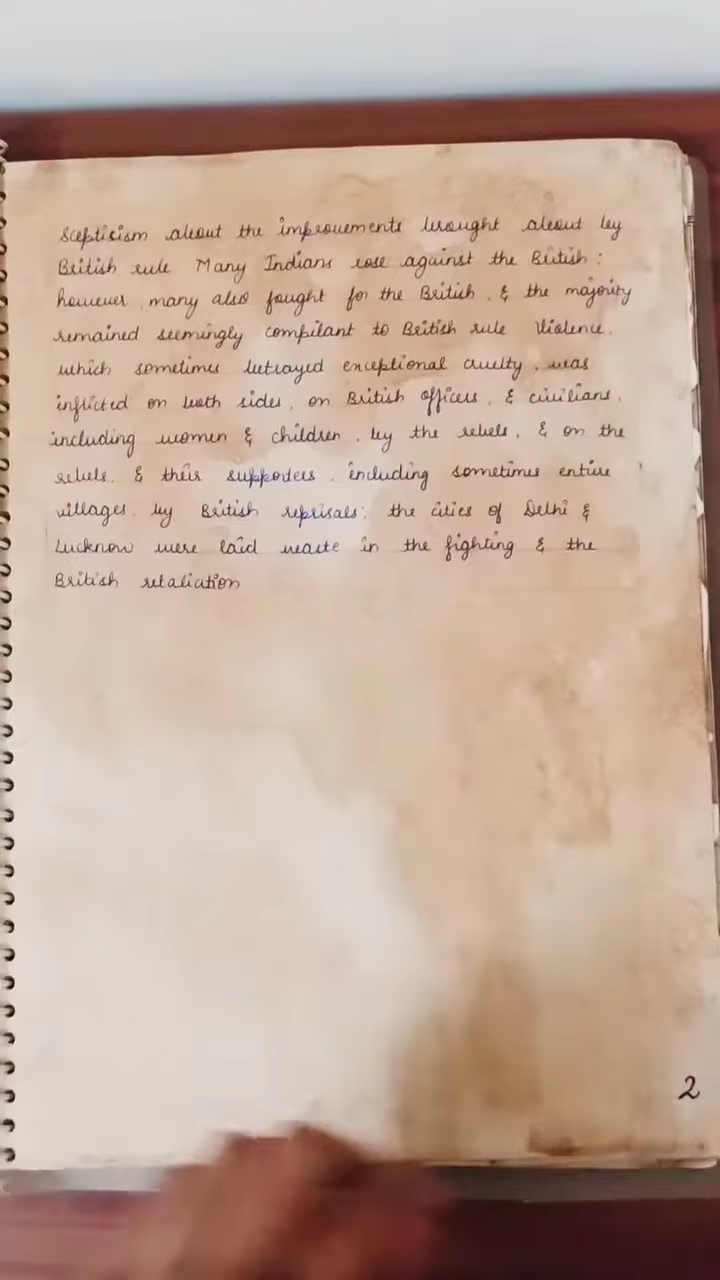 Scepticism about the improvements brought about by
British rule Many Indians rose against the British ;
however , many also fought for the British , & the majority
remained seemingly compilant to British rule Violence ,
which sometimes betrayed exceptional cruelty , was
inflicted on both sides , on British officers , & civilians ,
including women & children , by the rebels , & on the
rebels , & their supporters , including sometimes entire
villages , by British reprisals ; the cities of Delhi &
Lucknow were laid waste in the fighting & the
British retaliation
2